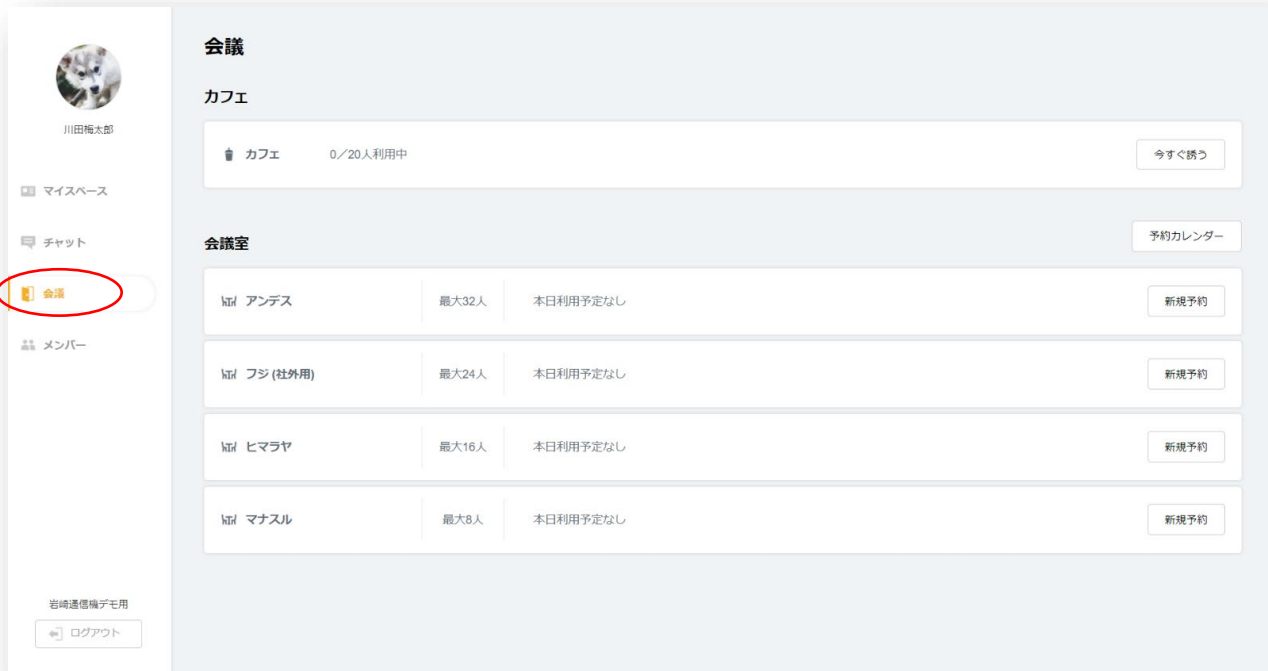 川田梅太郎
マイスペース
チャット
会議
メンバー
岩崎通信機デモ用
ログアウト
会議
カフェ
カフェ 0／20人利用中 今すぐ誘う
会議室 予約カレンダー
アンデス 最大32人 本日利用予定なし 新規予約
フジ (社外用) 最大24人 本日利用予定なし 新規予約
ヒマラヤ 最大16人 本日利用予定なし 新規予約
マナスル 最大8人 本日利用予定なし 新規予約